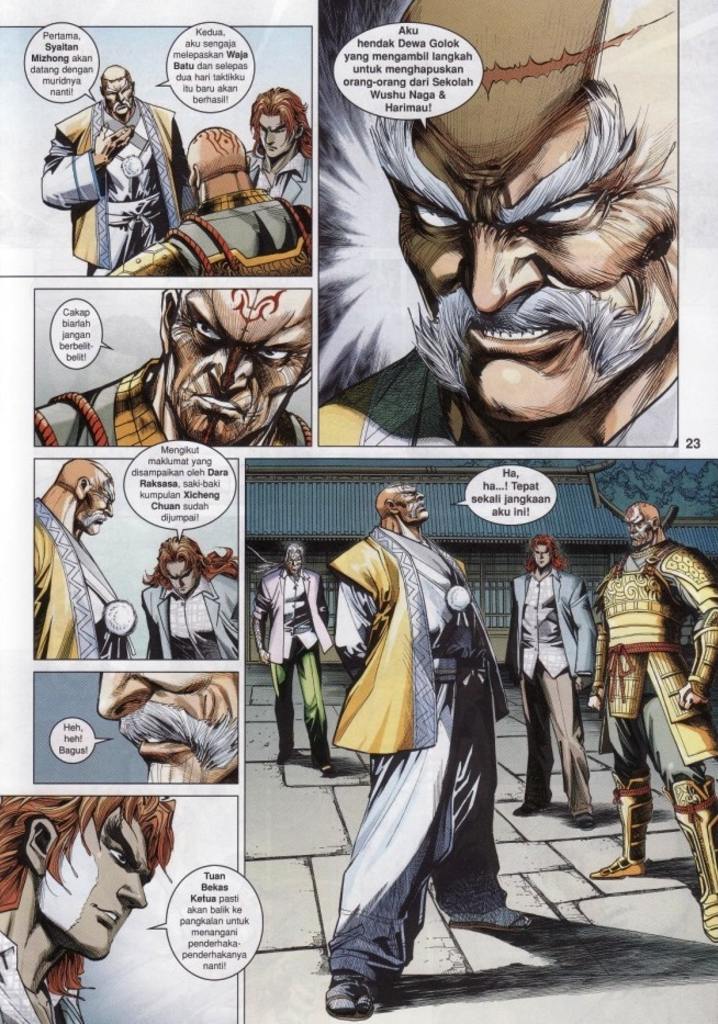 Pertama,
Syaitan
Mizhong akan
datang dengan
muridnya
nanti!
Kedua,
aku sengaja
melepaskan Waja
Batu dan selepas
dua hari taktikku
itu baru akan
berhasil!
Aku
hendak Dewa Golok
yang mengambil langkah
untuk menghapuskan
orang-orang dari Sekolah
Wushu Naga &
Harimau!
Cakap
biarlah
jangan
berbelit-
belit!
23
Mengikut
maklumat yang
disampaikan oleh Dara
Raksasa, saki-baki
kumpulan Xicheng
Chuan sudah
dijumpai!
Ha,
ha...! Tepat
sekali jangkaan
aku ini!
Heh,
heh!
Bagus!
Tuan
Bekas
Ketua pasti
akan balik ke
pangkalan untuk
menangani
penderhaka-
penderhakanya
nanti!